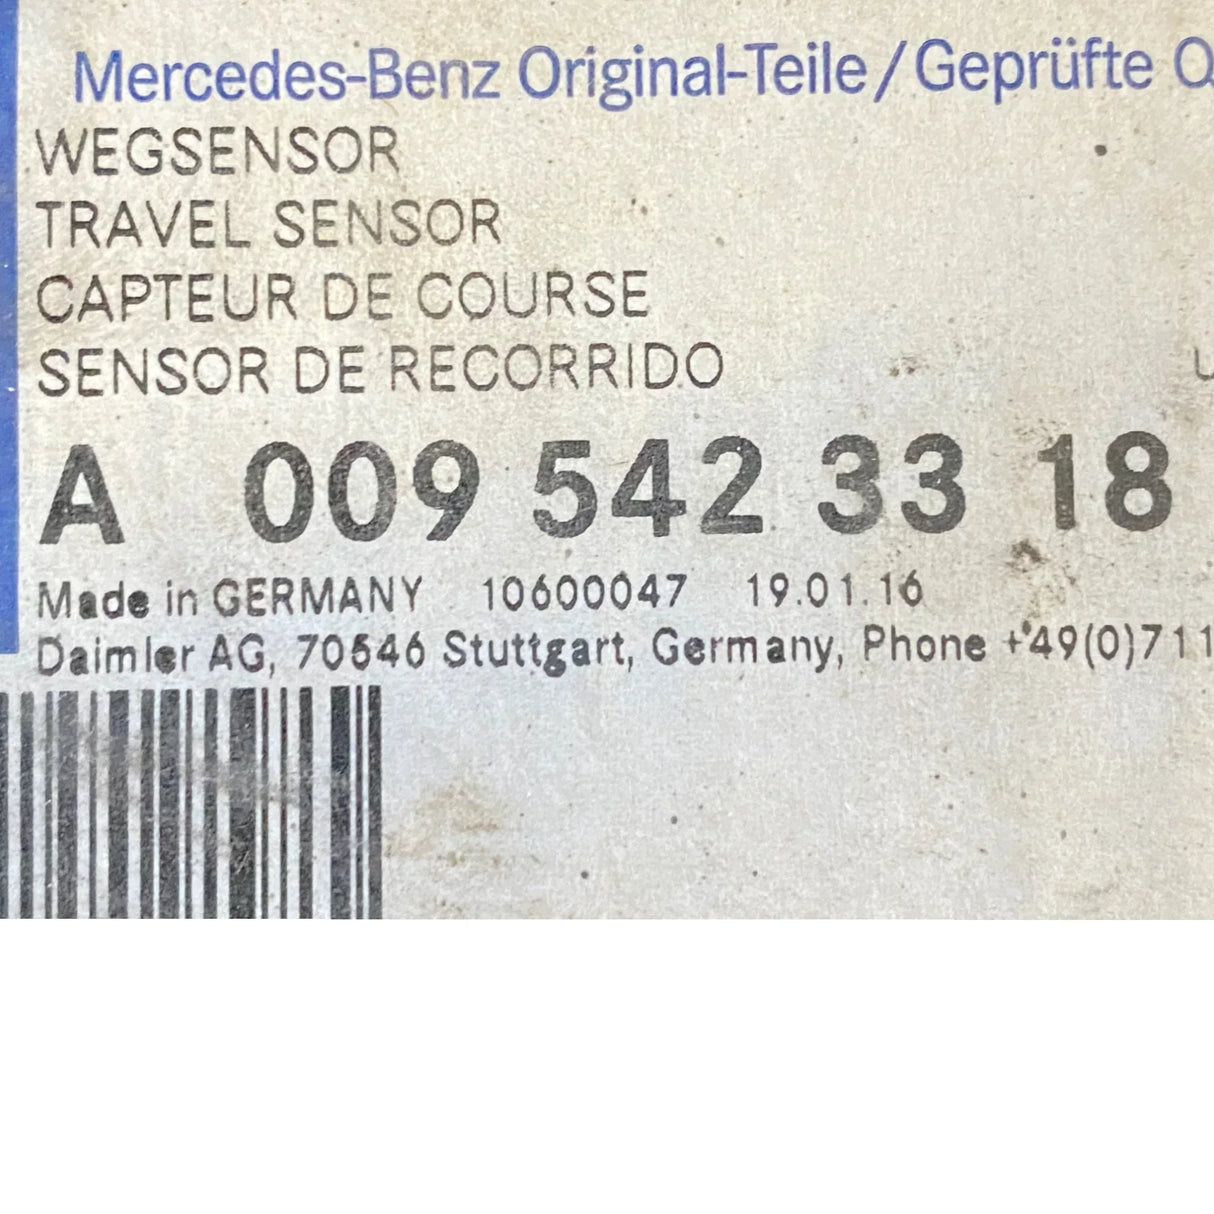 Mercedes-Benz Original-Teile/Geprüfte
WEGSENSOR
TRAVEL SENSOR
CAPTEUR DE COURSE
SENSOR DE RECORRIDO
A 009 542 33 18
Made in GERMANY 10600047 19.01.16
Daimler AG, 70546 Stuttgart, Germany, Phone +49(0)711